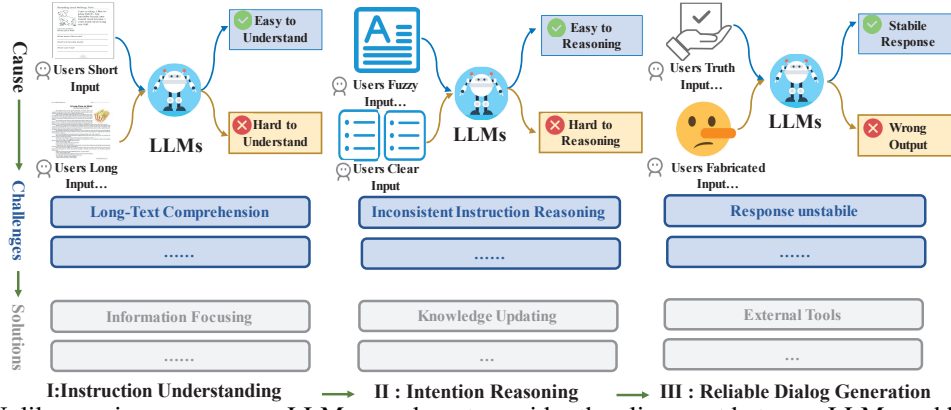 Cause
Users Short
Input
Users Long
Input…
LLMs
Easy to
Understand
Hard to
Understand
Users Fuzzy
Input…
Users Clear
Input
LLMs
Easy to
Reasoning
Hard to
Reasoning
Users Truth
Input…
Users Fabricated
Input…
LLMs
Stabile
Response
Wrong
Output
Challenges
Long-Text Comprehension
Inconsistent Instruction Reasoning
Response unstabile
……
……
……
Solutions
Information Focusing
Knowledge Updating
External Tools
……
…
…
I:Instruction Understanding
II : Intention Reasoning
III : Reliable Dialog Generation